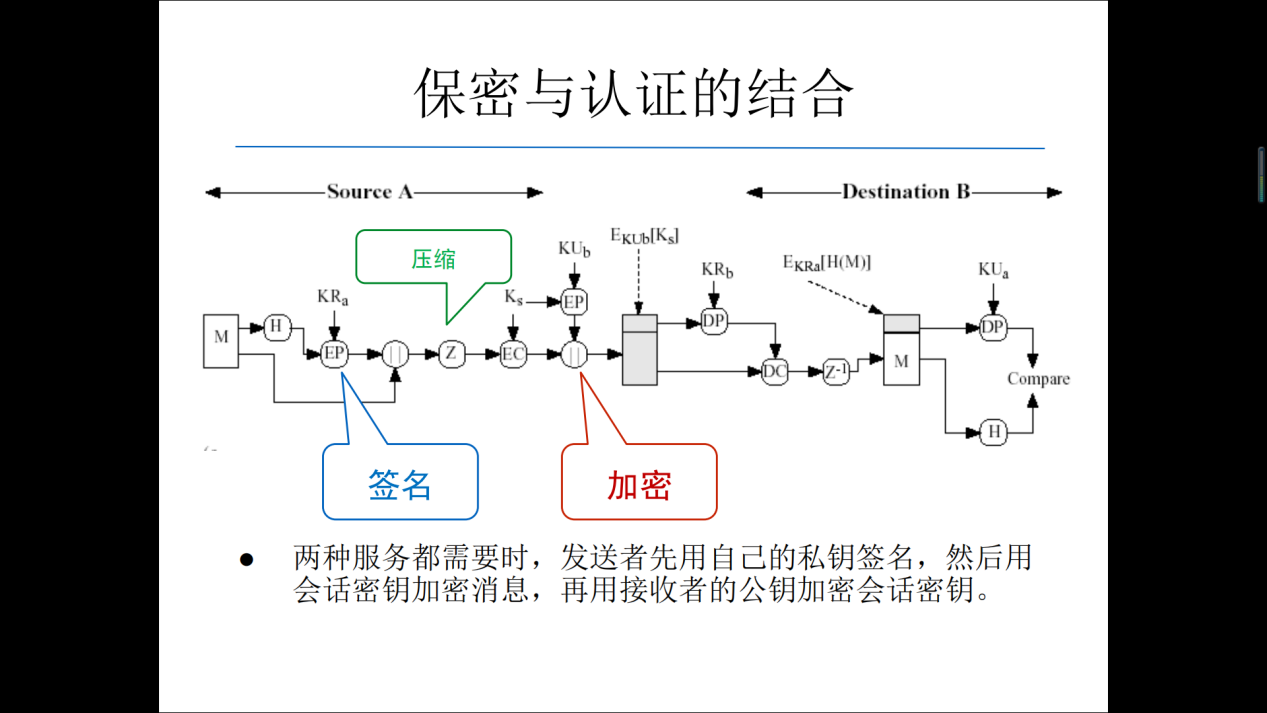 保密与认证的结合
Source A
Destination B
压缩
KUb
EKUb[Ks]
KRb
EKRa[H(M)]
KUa
KRa
Ks
EP
M
H
EP
||
Z
EC
||
DP
DC
Z-1
M
DP
Compare
H
签名
加密
● 两种服务都需要时，发送者先用自己的私钥签名，然后用
会话密钥加密消息，再用接收者的公钥加密会话密钥。